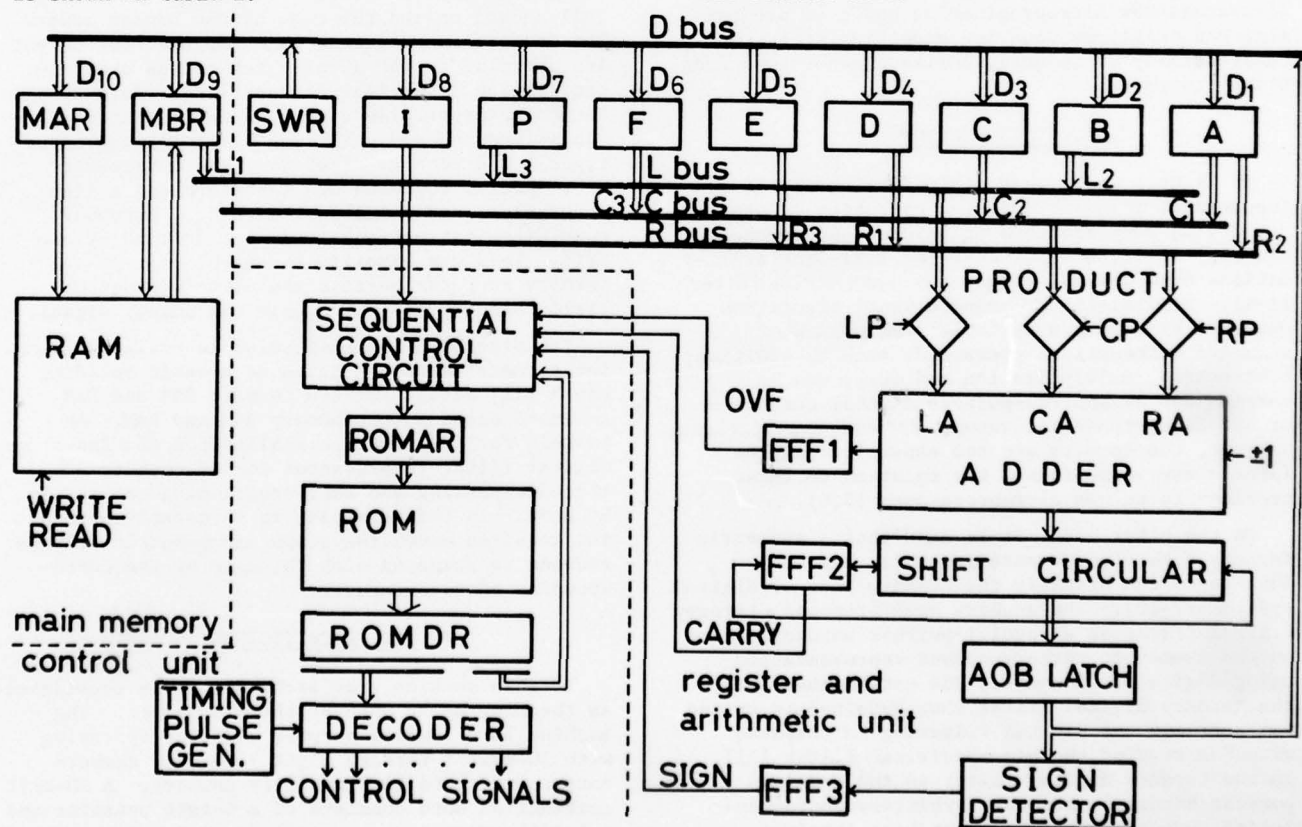 D bus
D10 D9 D8 D7 D6 D5 D4 D3 D2 D1
MAR MBR SWR I P F E D C B A
L1 L3 L bus L2
C3 C bus C2 C1
R bus R3 R1 R2
PRODUCT
LP CP RP
RAM
SEQUENTIAL
CONTROL
CIRCUIT
OVF
LA CA RA
FFF1
ADDER
±1
ROMAR
WRITE
READ
ROM
FFF2
SHIFT CIRCULAR
main memory
ROMDR
CARRY
control unit
register and
arithmetic unit
AOB LATCH
TIMING
PULSE
GEN.
DECODER
SIGN
FFF3
SIGN
DETECTOR
CONTROL SIGNALS